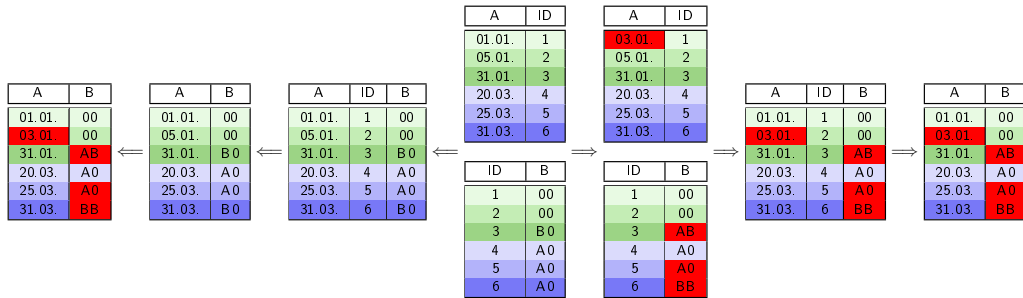 A B
01.01. 00
03.01. 00
31.01. AB
20.03. A0
25.03. A0
31.03. BB
A B
01.01. 00
05.01. 00
31.01. B0
20.03. A0
25.03. A0
31.03. B0
A ID B
01.01. 1 00
05.01. 2 00
31.01. 3 B0
20.03. 4 A0
25.03. 5 A0
31.03. 6 B0
A ID
01.01. 1
05.01. 2
31.01. 3
20.03. 4
25.03. 5
31.03. 6
ID B
1 00
2 00
3 B0
4 A0
5 A0
6 A0
A ID
03.01. 1
05.01. 2
31.01. 3
20.03. 4
25.03. 5
31.03. 6
ID B
1 00
2 00
3 AB
4 A0
5 A0
6 BB
A ID B
01.01. 1 00
03.01. 2 00
31.01. 3 AB
20.03. 4 A0
25.03. 5 A0
31.03. 6 BB
A B
01.01. 00
03.01. 00
31.01. AB
20.03. A0
25.03. A0
31.03. BB